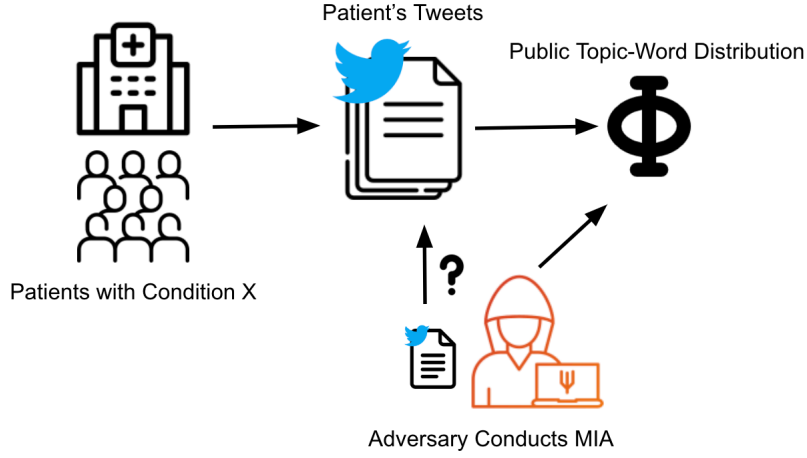 Patient's Tweets
Public Topic-Word Distribution
Φ
Patients with Condition X
?
Adversary Conducts MIA